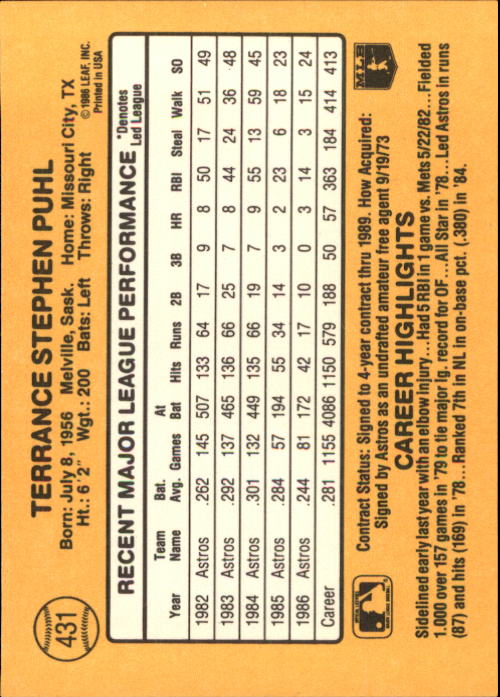 431
TERRANCE STEPHEN PUHL
Born: July 8, 1956 Melville, Sask. Home: Missouri City, TX
Ht.: 6'2" Wgt.: 200 Bats: Left Throws: Right
©1986 LEAF, INC.
Printed in USA
RECENT MAJOR LEAGUE PERFORMANCE
*Denotes
Led League
Year Team Name Bat. Avg. Games At Bat Hits Runs 2B 3B HR RBI Steal Walk SO
1982 Astros .262 145 507 133 64 17 9 8 50 17 51 49
1983 Astros .292 137 465 136 66 25 7 8 44 24 36 48
1984 Astros .301 132 449 135 66 19 7 9 55 13 59 45
1985 Astros .284 57 194 55 34 14 3 2 23 6 18 23
1986 Astros .244 81 172 42 17 10 0 3 14 3 15 24
Career .281 1155 4086 1150 579 188 50 57 363 184 414 413
Contract Status: Signed to 4-year contract thru 1989. How Acquired:
Signed by Astros as an undrafted amateur free agent 9/19/73
CAREER HIGHLIGHTS
MLB
Sidelined early last year with an elbow injury...Had 5 RBI in 1 game vs. Mets 5/22/82....Fielded
1.000 over 157 games in '79 to tie major lg. record for OF....All Star in '78...Led Astros in runs
(87) and hits (169) in '78...Ranked 7th in NL in on-base pct. (.380) in '84.